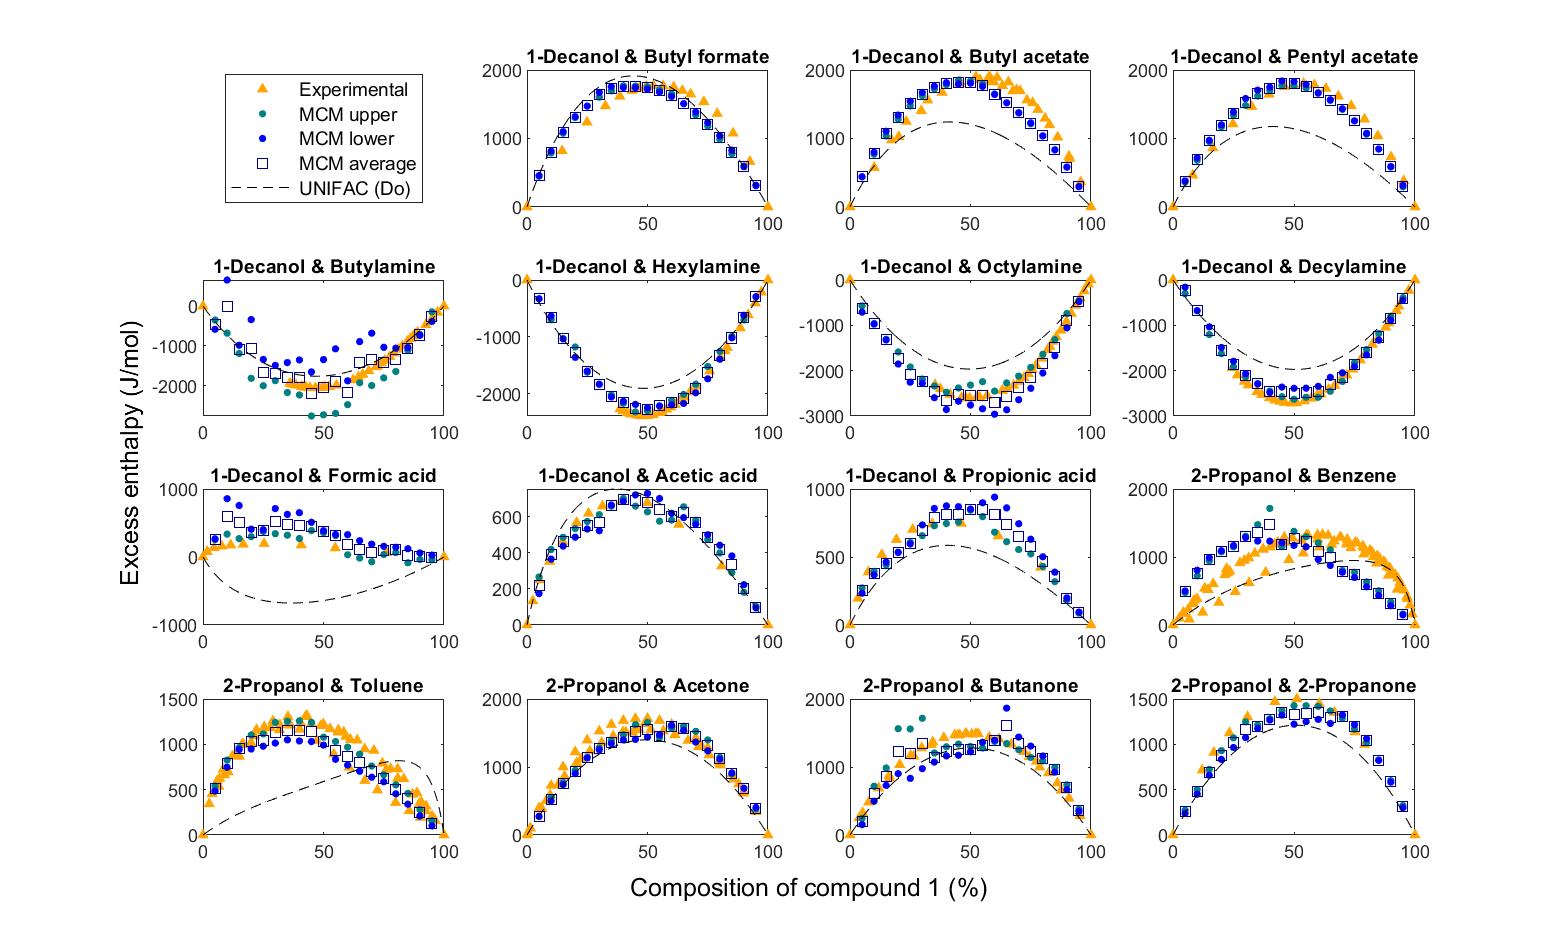 Experimental
MCM upper
MCM lower
MCM average
UNIFAC (Do)
1-Decanol & Butyl formate
2000
1000
0
0 50 100
1-Decanol & Butyl acetate
2000
1000
0
0 50 100
1-Decanol & Pentyl acetate
2000
1000
0
0 50 100
Excess enthalpy (J/mol)
1-Decanol & Butylamine
0
-1000
-2000
0 50 100
1-Decanol & Hexylamine
0
-1000
-2000
0 50 100
1-Decanol & Octylamine
0
-1000
-2000
-3000
0 50 100
1-Decanol & Decylamine
0
-1000
-2000
-3000
0 50 100
1-Decanol & Formic acid
1000
0
-1000
0 50 100
1-Decanol & Acetic acid
600
400
200
0
0 50 100
1-Decanol & Propionic acid
1000
500
0
0 50 100
2-Propanol & Benzene
2000
1000
0
0 50 100
2-Propanol & Toluene
1500
1000
500
0
0 50 100
2-Propanol & Acetone
2000
1000
0
0 50 100
2-Propanol & Butanone
2000
1000
0
0 50 100
2-Propanol & 2-Propanone
1500
1000
500
0
0 50 100
Composition of compound 1 (%)